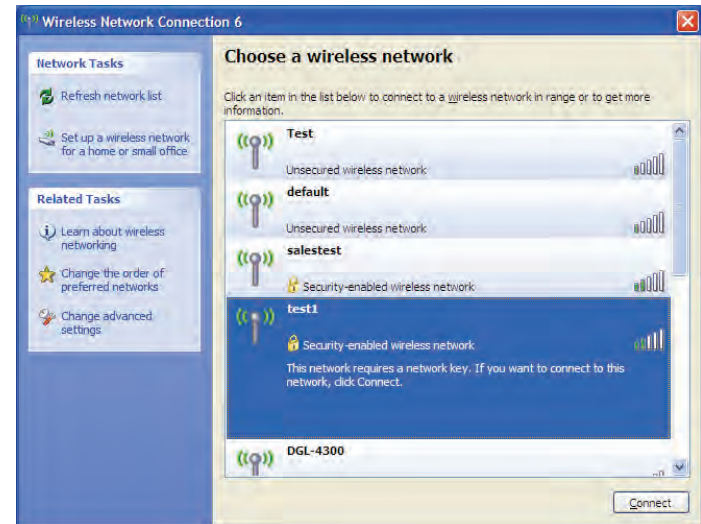 Wireless Network Connection 6
Network Tasks
Refresh network list
Set up a wireless network
for a home or small office
Related Tasks
Learn about wireless
networking
Change the order of
preferred networks
Change advanced
settings
Choose a wireless network
Click an item in the list below to connect to a wireless network in range or to get more
information.
Test
Unsecured wireless network
default
Unsecured wireless network
salestest
Security-enabled wireless network
test1
Security-enabled wireless network
This network requires a network key. If you want to connect to this
network, click Connect.
DGL-4300
Connect